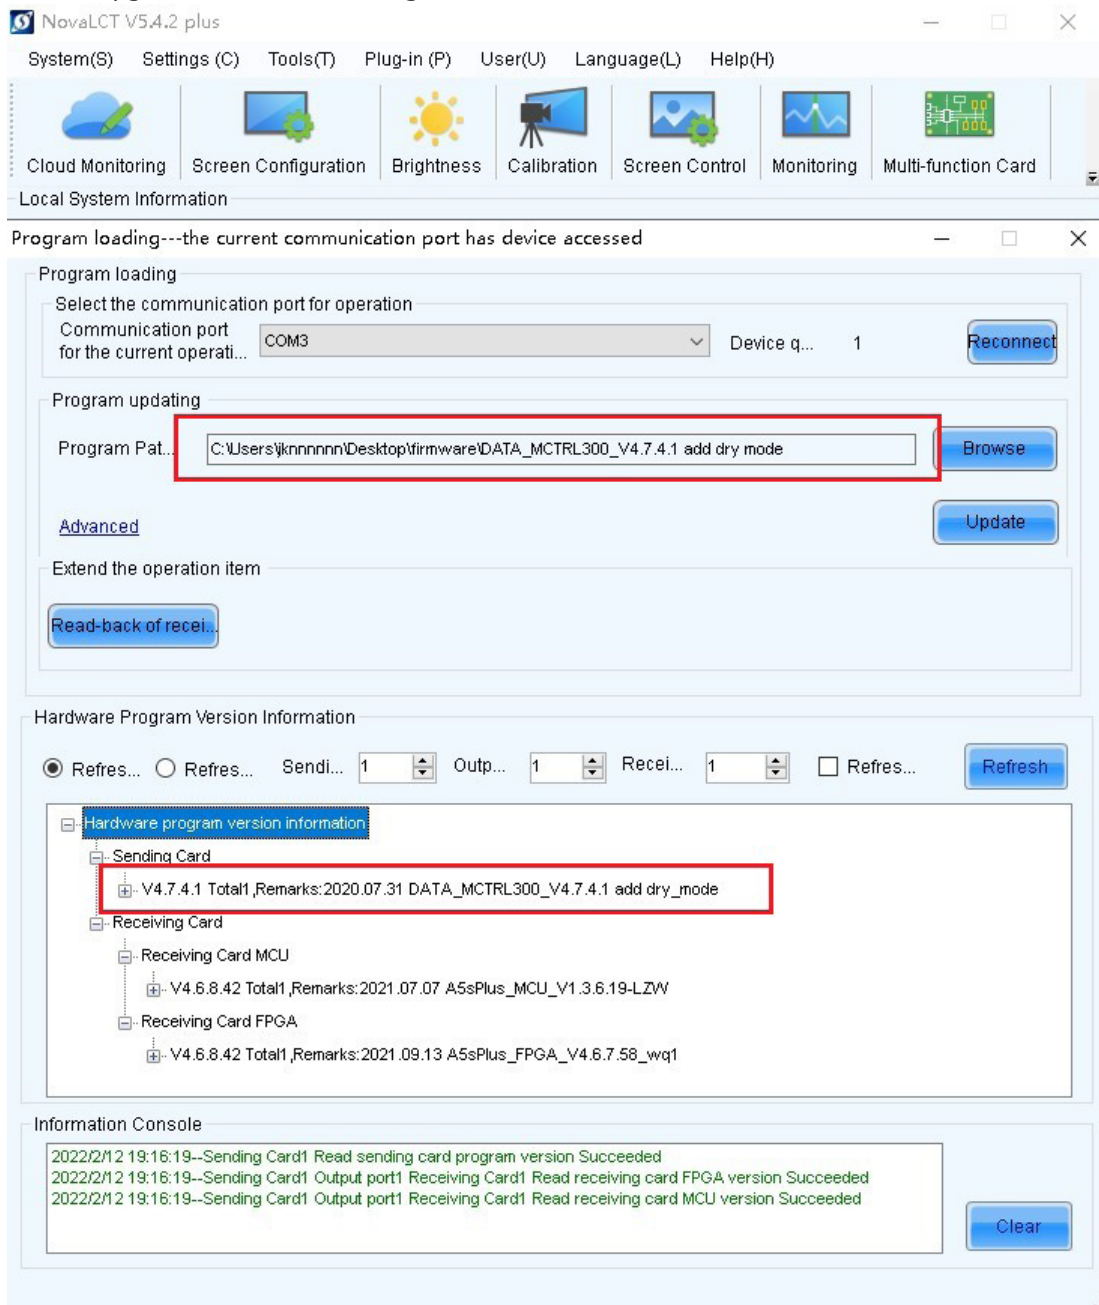 NovaLCT V5.4.2 plus
System(S) Settings (C) Tools(T) Plug-in (P) User(U) Language(L) Help(H)
Cloud Monitoring Screen Configuration Brightness Calibration Screen Control Monitoring Multi-function Card
Local System Information
Program loading---the current communication port has device accessed
Program loading
Select the communication port for operation
Communication port
for the current operati... COM3 Device q... 1 Reconnect
Program updating
Program Pat... C:\Users\jknnnnnn\Desktop\firmware\DATA_MCTRL300_V4.7.4.1 add dry mode Browse
Advanced Update
Extend the operation item
Read-back of recei...
Hardware Program Version Information
Refres... Refres... Sendi... 1 Outp... 1 Recei... 1 Refres... Refresh
Hardware program version information
Sending Card
V4.7.4.1 Total1 ,Remarks:2020.07.31 DATA_MCTRL300_V4.7.4.1 add dry_mode
Receiving Card
Receiving Card MCU
V4.6.8.42 Total1 ,Remarks:2021.07.07 A5sPlus_MCU_V1.3.6.19-LZW
Receiving Card FPGA
V4.6.8.42 Total1 ,Remarks:2021.09.13 A5sPlus_FPGA_V4.6.7.58_wq1
Information Console
2022/2/12 19:16:19--Sending Card1 Read sending card program version Succeeded
2022/2/12 19:16:19--Sending Card1 Output port1 Receiving Card1 Read receiving card FPGA version Succeeded
2022/2/12 19:16:19--Sending Card1 Output port1 Receiving Card1 Read receiving card MCU version Succeeded
Clear